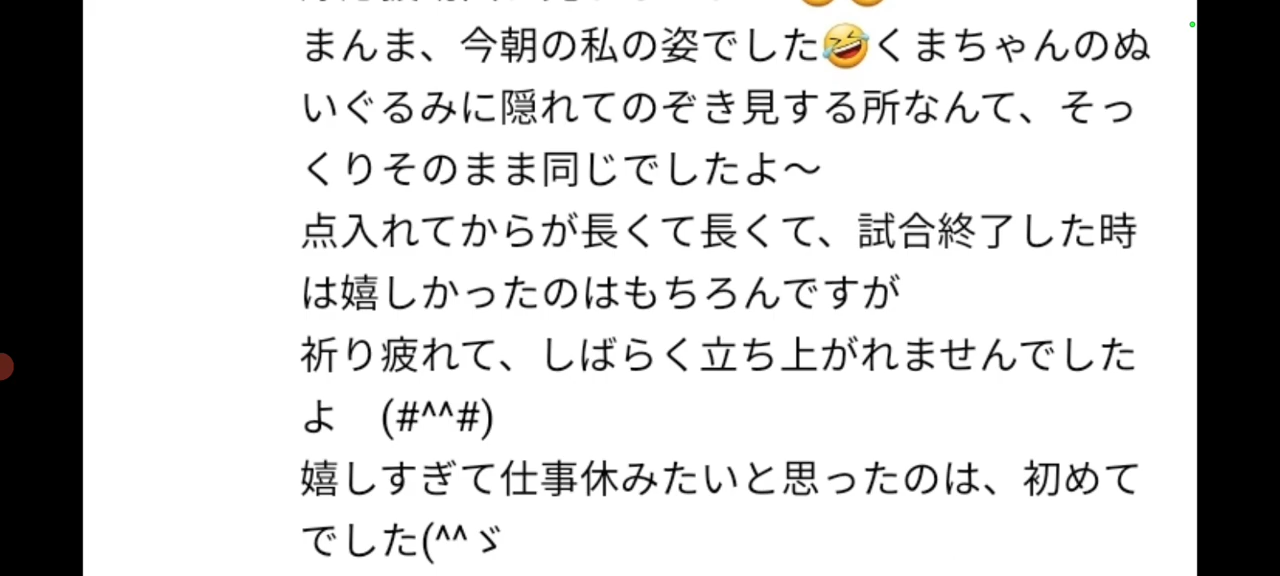 まんま、今朝の私の姿でした🤣くまちゃんのぬ
いぐるみに隠れてのぞき見する所なんて、そっ
くりそのまま同じでしたよ〜
点入れてからが長くて長くて、試合終了した時
は嬉しかったのはもちろんですが
祈り疲れて、しばらく立ち上がれませんでした
よ　(#^^#)
嬉しすぎて仕事休みたいと思ったのは、初めて
でした(^^ゞ